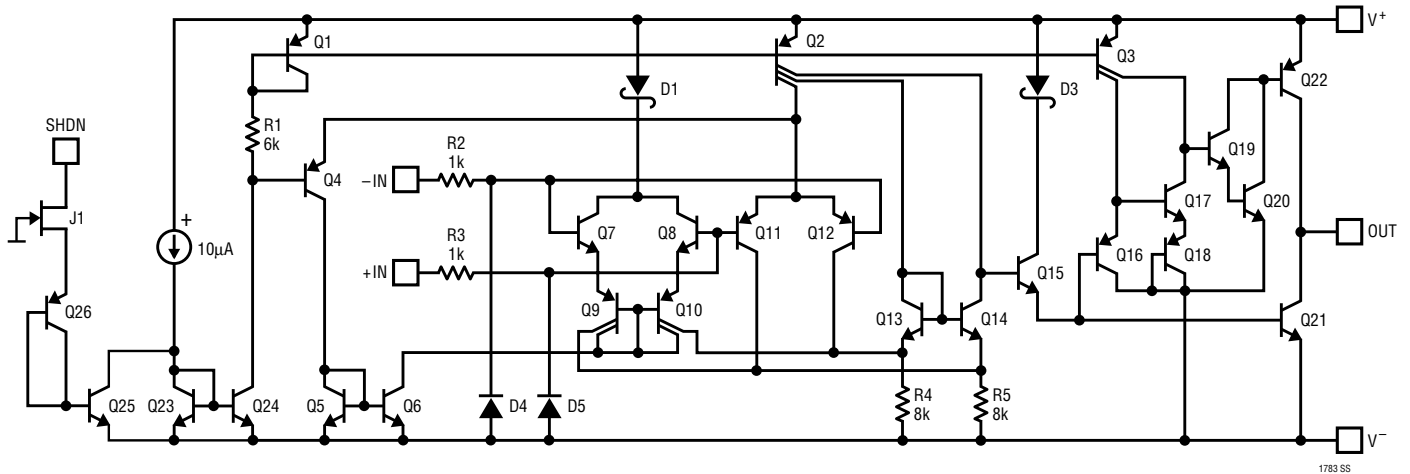 V+
Q1
Q2
Q3
D1
D3
Q22
R1
6k
SHDN
R2
1k
Q19
–IN
Q4
Q17
Q20
J1
+
10µA
Q7
Q8
Q11
Q12
OUT
R3
1k
+IN
Q16
Q18
Q15
Q26
Q9
Q10
Q13
Q14
Q21
Q25
Q23
Q24
Q5
Q6
D4
D5
R4
8k
R5
8k
V–
1783 SS